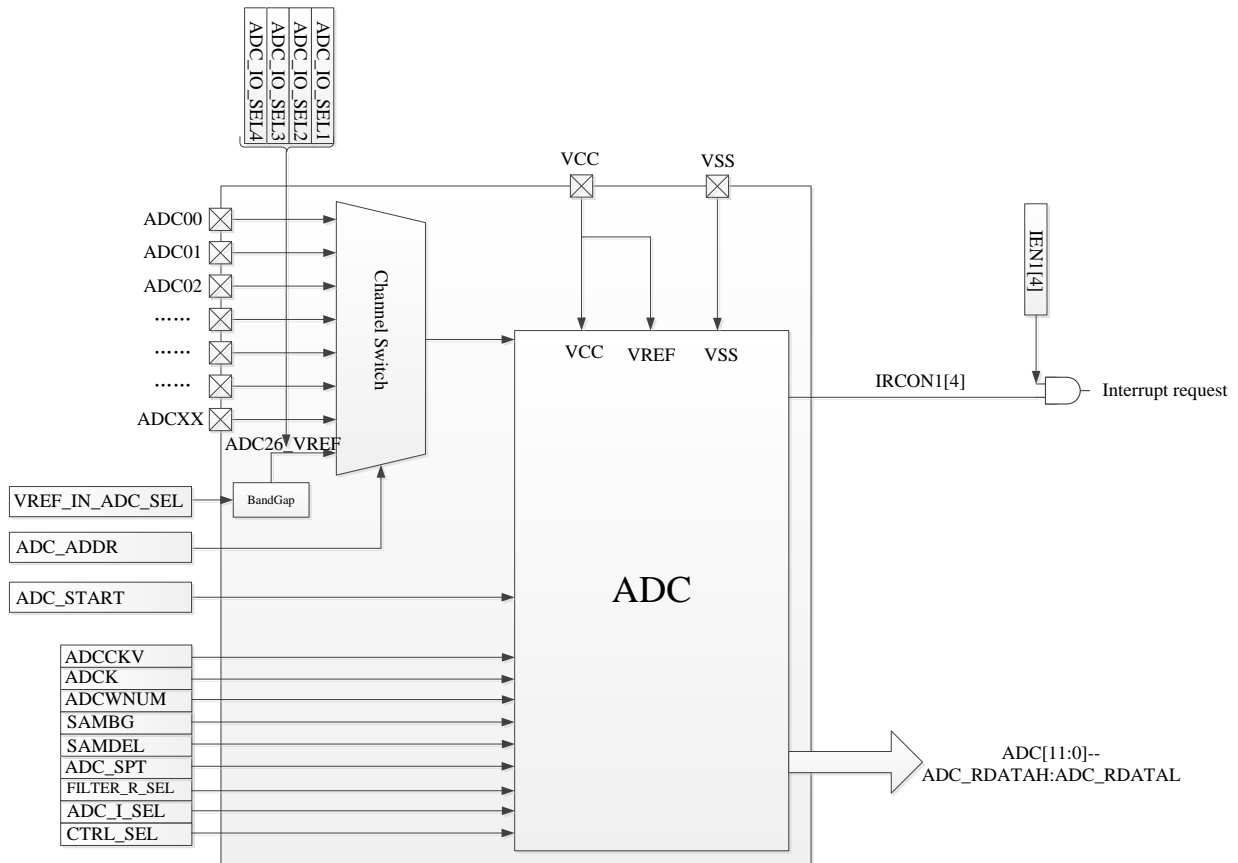 ADC_IO_SEL4
ADC_IO_SEL3
ADC_IO_SEL2
ADC_IO_SEL1
VCC
VSS
ADC00
ADC01
ADC02
......
......
......
ADCXX
Channel Switch
ADC26_VREF
BandGap
VREF_IN_ADC_SEL
ADC_ADDR
ADC_START
ADCCKV
ADCK
ADCWNUM
SAMBG
SAMDEL
ADC_SPT
FILTER_R_SEL
ADC_I_SEL
CTRL_SEL
VCC
VREF
VSS
ADC
IEN1[4]
IRCON1[4]
Interrupt request
ADC[11:0]--
ADC_RDATAH:ADC_RDATAL